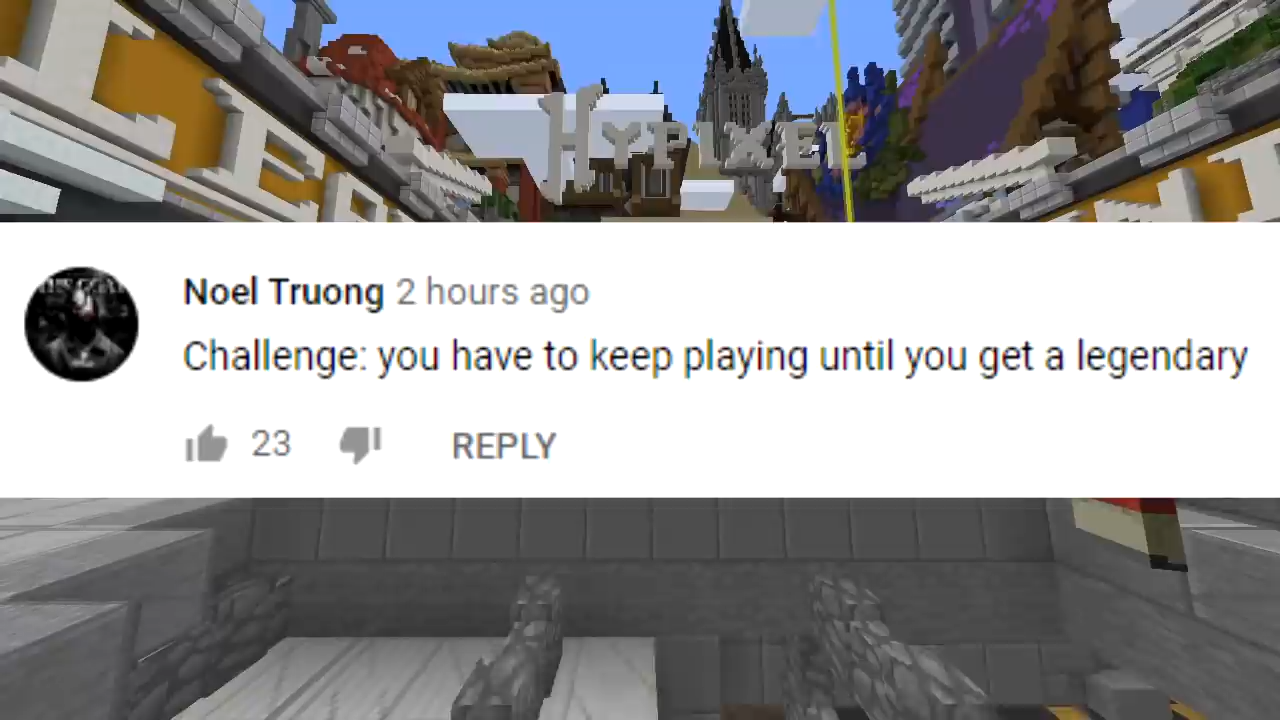 HYPIXEL
Noel Truong 2 hours ago
Challenge: you have to keep playing until you get a legendary
23
REPLY